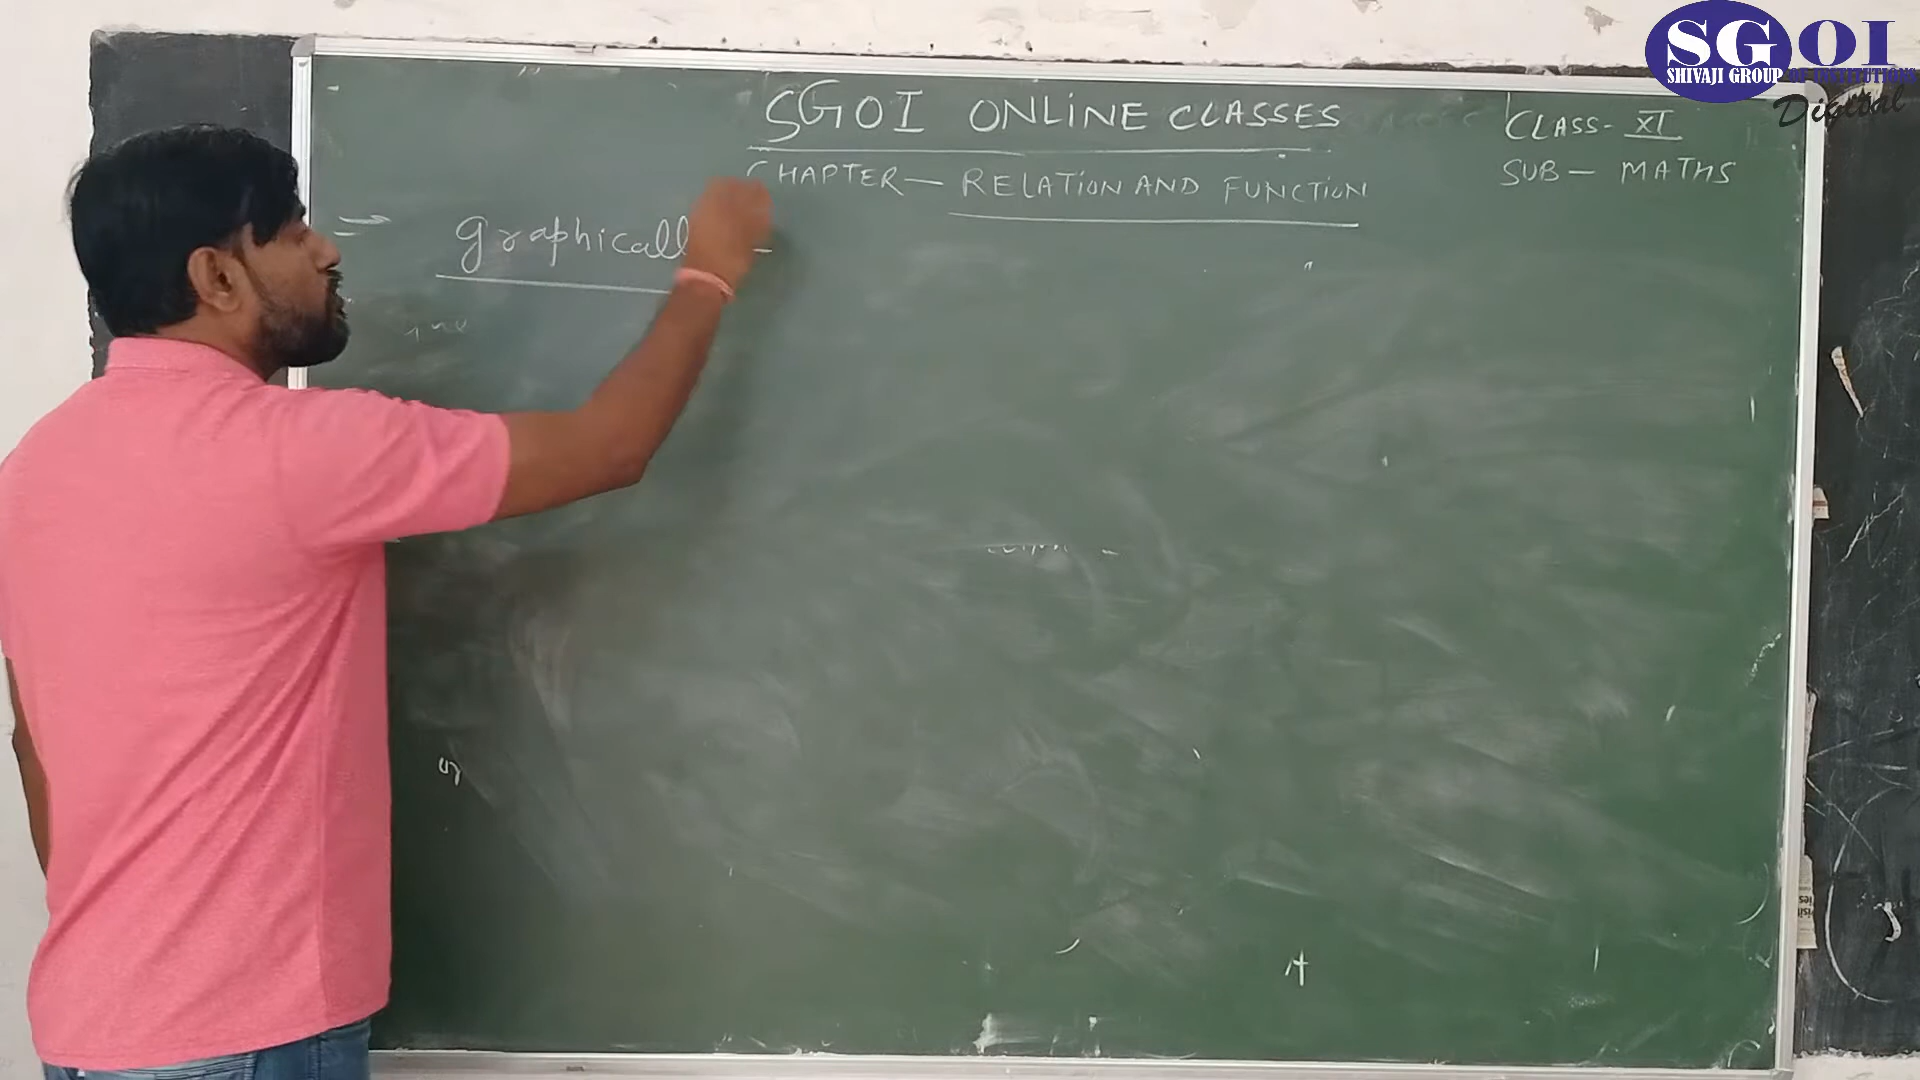 SGOI
SHIVAJI GROUP OF INSTITUTIONS
Digital
SGOI ONLINE CLASSES
CLASS- XI
CHAPTER- RELATION AND FUNCTION
SUB- MATHS
⇒ graphicall